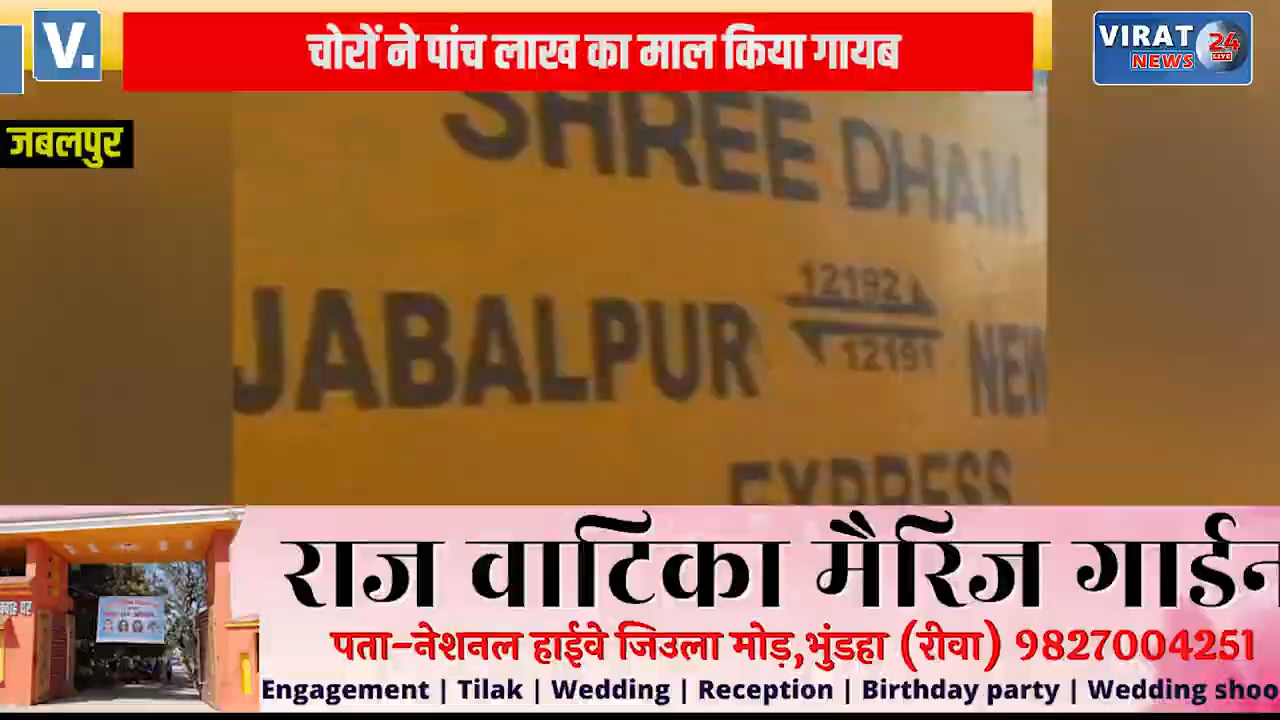 V.
चोरों ने पांच लाख का माल किया गायब
VIRAT
NEWS
24
LIVE
जबलपुर
SHREE DHAM
JABALPUR
12192
12191
NEW
EXPRESS
राज वाटिका मैरिज गार्डन
पता-नेशनल हाईवे जिउला मोड़,भुंडहा (रीवा) 9827004251
Engagement | Tilak | Wedding | Reception | Birthday party | Wedding shoo